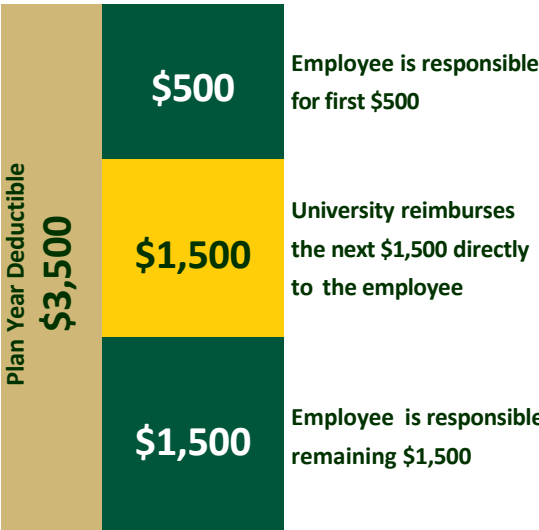 Plan Year Deductible
$3,500
$500
Employee is responsible
for first $500
$1,500
University reimburses
the next $1,500 directly
to the employee
$1,500
Employee is responsible
remaining $1,500